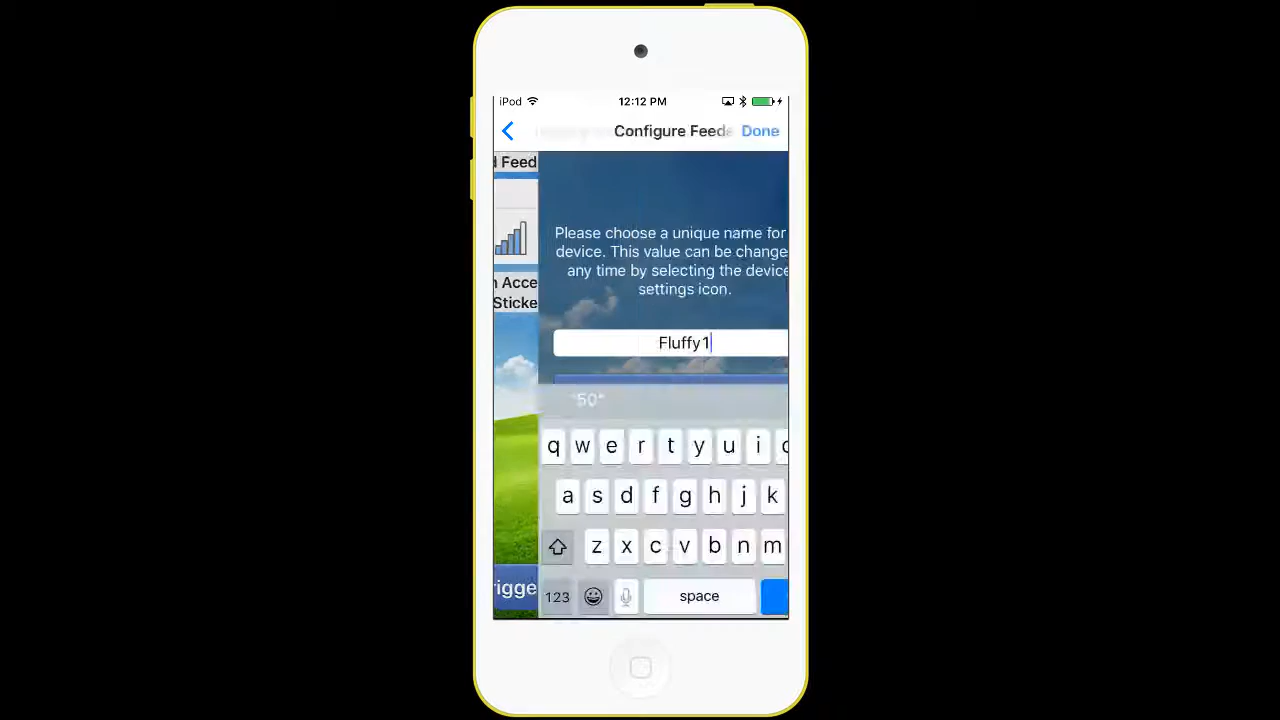 iPod 12:12 PM
Configure Feede Done
d Feed
Please choose a unique name for
device. This value can be change
any time by selecting the device
settings icon.
n Acce
Sticke
Fluffy1
"50"
q w e r t y u i o
a s d f g h j k
z x c v b n m
rigge
123 space